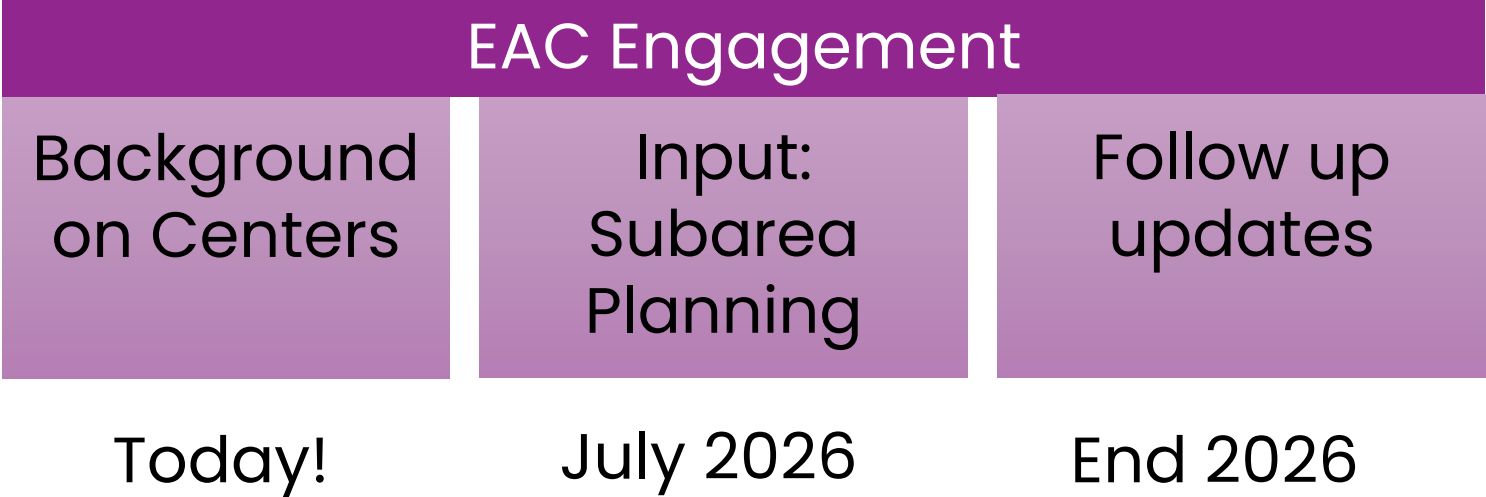 EAC Engagement
Background
on Centers
Input:
Subarea
Planning
Follow up
updates
Today!
July 2026
End 2026